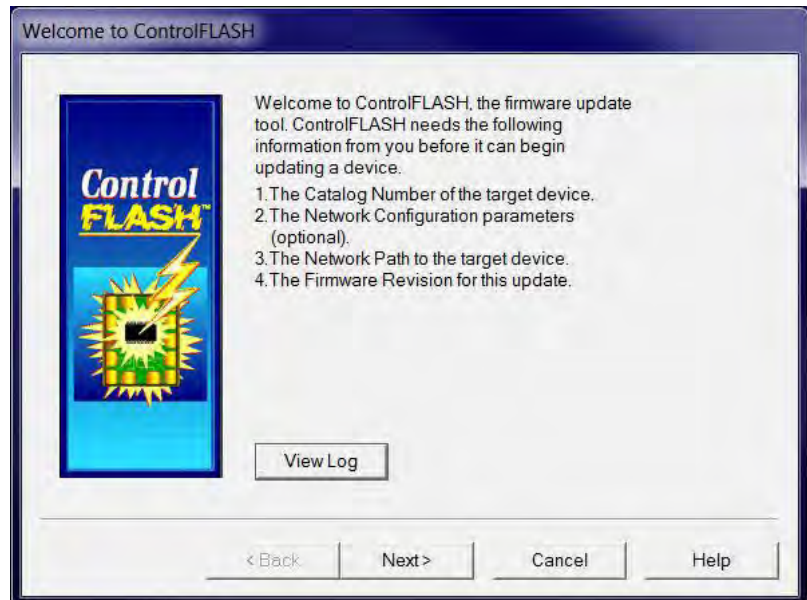 Welcome to ControlFLASH
Control
FLASH™
Welcome to ControlFLASH, the firmware update
tool. ControlFLASH needs the following
information from you before it can begin
updating a device.
1.The Catalog Number of the target device.
2.The Network Configuration parameters
(optional).
3.The Network Path to the target device.
4.The Firmware Revision for this update.
View Log
< Back
Next >
Cancel
Help